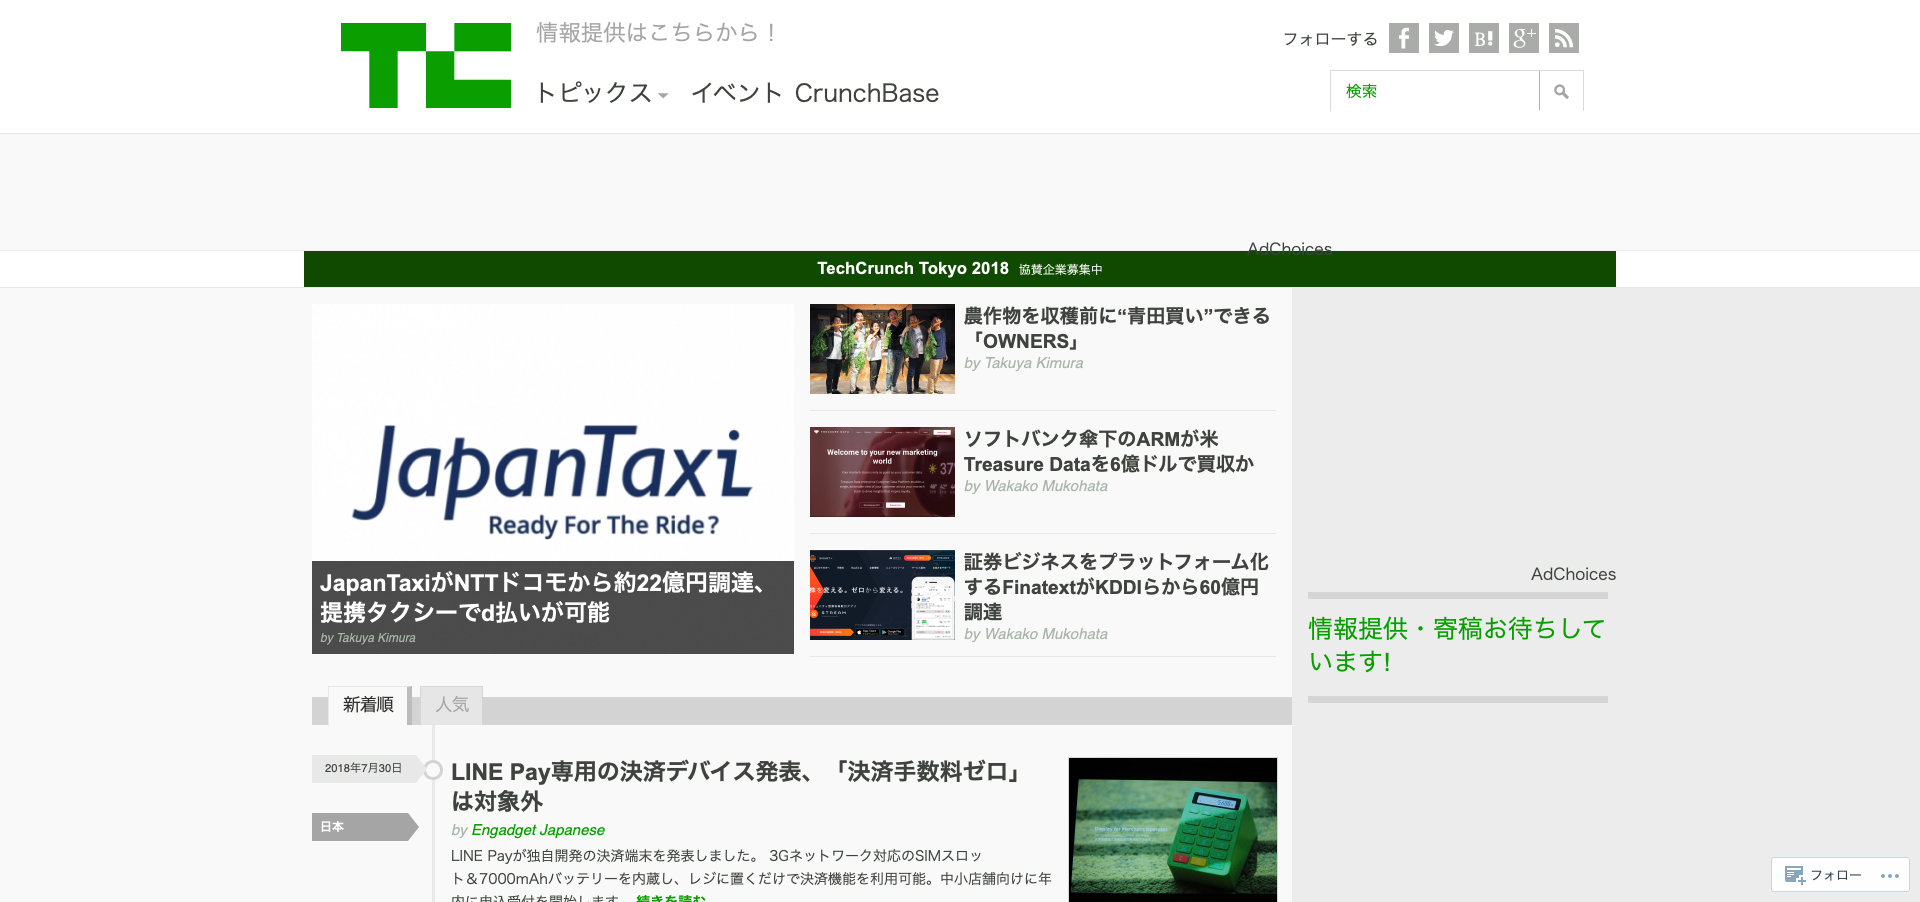 TC
情報提供はこちらから！
トピックス
イベント
CrunchBase
フォローする
検索
AdChoices
TechCrunch Tokyo 2018 協賛企業募集中
JapanTaxi
Ready For The Ride?
JapanTaxiがNTTドコモから約22億円調達、
提携タクシーでd払いが可能
by Takuya Kimura
農作物を収穫前に“青田買い”できる
「OWNERS」
by Takuya Kimura
Welcome to your new marketing
world
ソフトバンク傘下のARMが米
Treasure Dataを6億ドルで買収か
by Wakako Mukohata
証券ビジネスをプラットフォーム化
するFinatextがKDDIらから60億円
調達
by Wakako Mukohata
AdChoices
情報提供・寄稿お待ちして
います!
新着順
人気
2018年7月30日
日本
LINE Pay専用の決済デバイス発表、「決済手数料ゼロ」
は対象外
by Engadget Japanese
LINE Payが独自開発の決済端末を発表しました。 3Gネットワーク対応のSIMスロッ
ト＆7000mAhバッテリーを内蔵し、レジに置くだけで決済機能を利用可能。中小店舗向けに年
内に申込受付を開始します。 続きを読む
フォロー